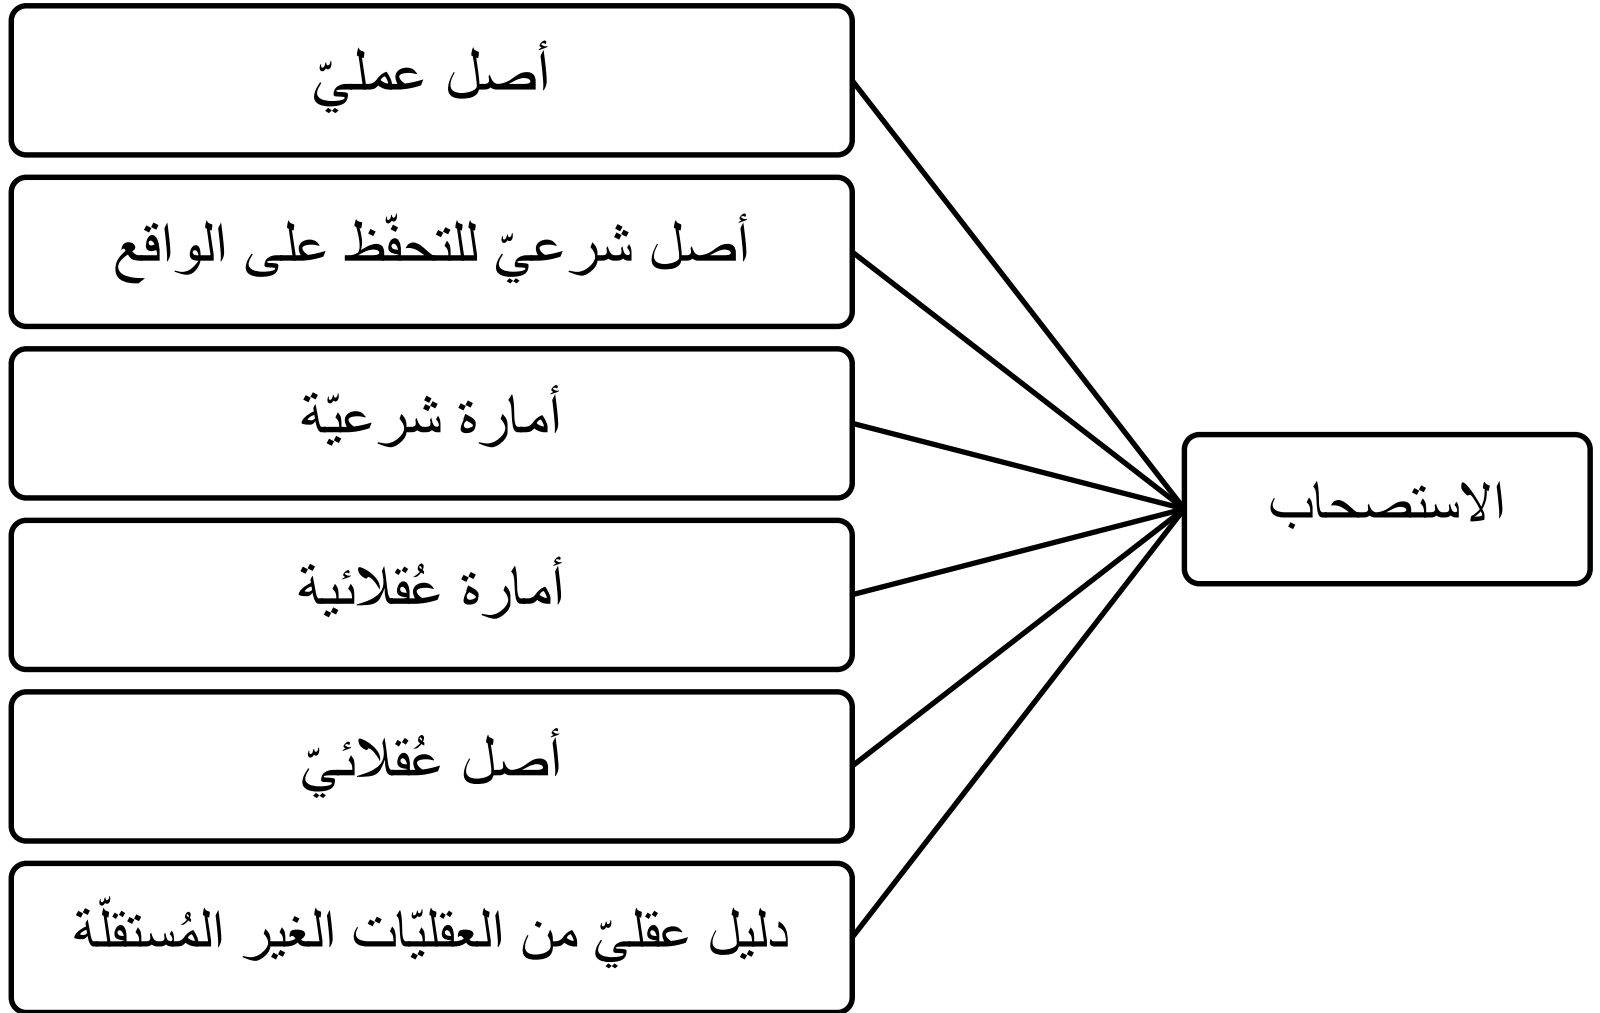 الاستصحاب
أصل عمليّ
أصل شرعيّ للتحفّظ على الواقع
أمارة شرعيّة
أمارة عُقلائية
أصل عُقلائيّ
دليل عقليّ من العقليّات الغير المُستقلّة